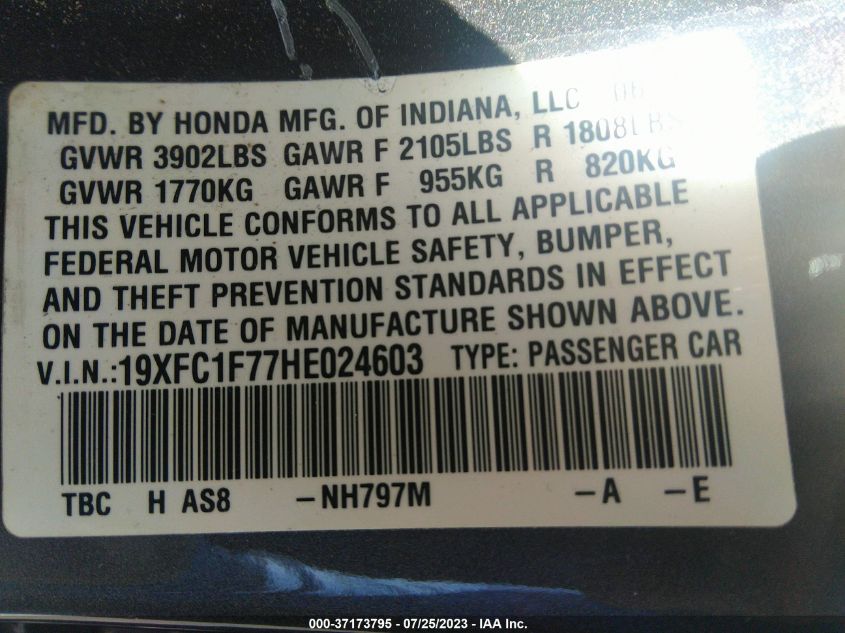 MFD. BY HONDA MFG. OF INDIANA, LLC 06
GVWR 3902LBS GAWR F 2105LBS R 1808LBS
GVWR 1770KG GAWR F 955KG R 820KG
THIS VEHICLE CONFORMS TO ALL APPLICABLE
FEDERAL MOTOR VEHICLE SAFETY, BUMPER,
AND THEFT PREVENTION STANDARDS IN EFFECT
ON THE DATE OF MANUFACTURE SHOWN ABOVE.
V.I.N.:19XFC1F77HE024603 TYPE: PASSENGER CAR
TBC H AS8 -NH797M -A -E
000-37173795 - 07/25/2023 - IAA Inc.